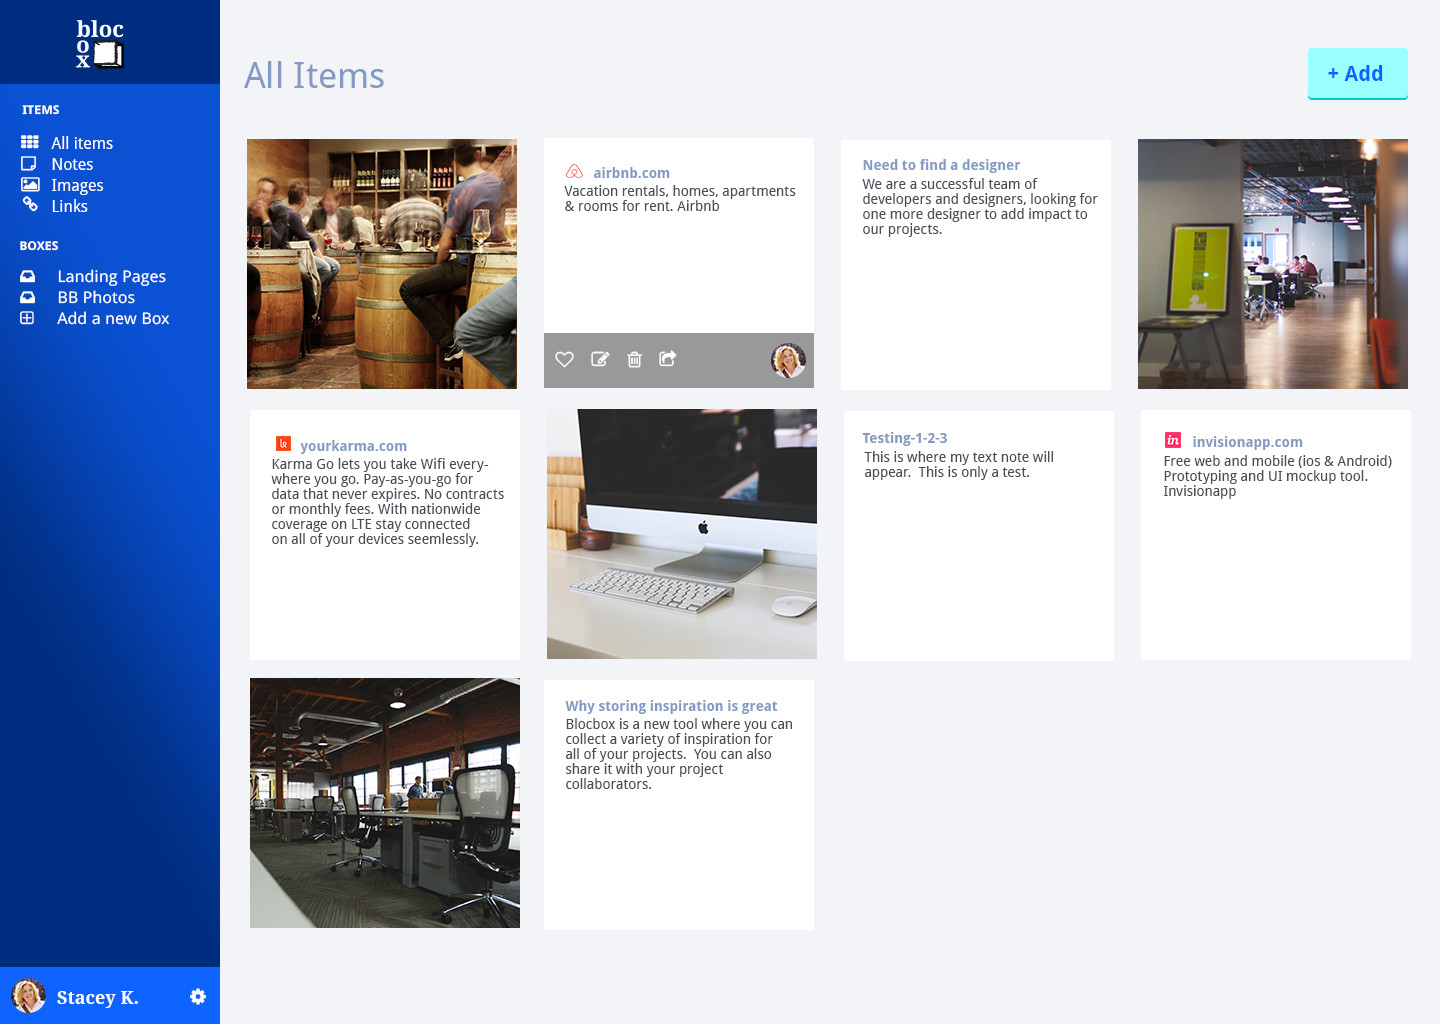 bloc
o
x
ITEMS
All items
Notes
Images
Links
BOXES
Landing Pages
BB Photos
Add a new Box
Stacey K.
All Items
+ Add
airbnb.com
Vacation rentals, homes, apartments
& rooms for rent. Airbnb
Need to find a designer
We are a successful team of
developers and designers, looking for
one more designer to add impact to
our projects.
THIS
IS AN
yourkarma.com
Karma Go lets you take Wifi every-
where you go. Pay-as-you-go for
data that never expires. No contracts
or monthly fees. With nationwide
coverage on LTE stay connected
on all of your devices seemlessly.
Testing-1-2-3
This is where my text note will
appear.  This is only a test.
in
invisionapp.com
Free web and mobile (ios & Android)
Prototyping and UI mockup tool.
Invisionapp
Why storing inspiration is great
Blocbox is a new tool where you can
collect a variety of inspiration for
all of your projects.  You can also
share it with your project
collaborators.